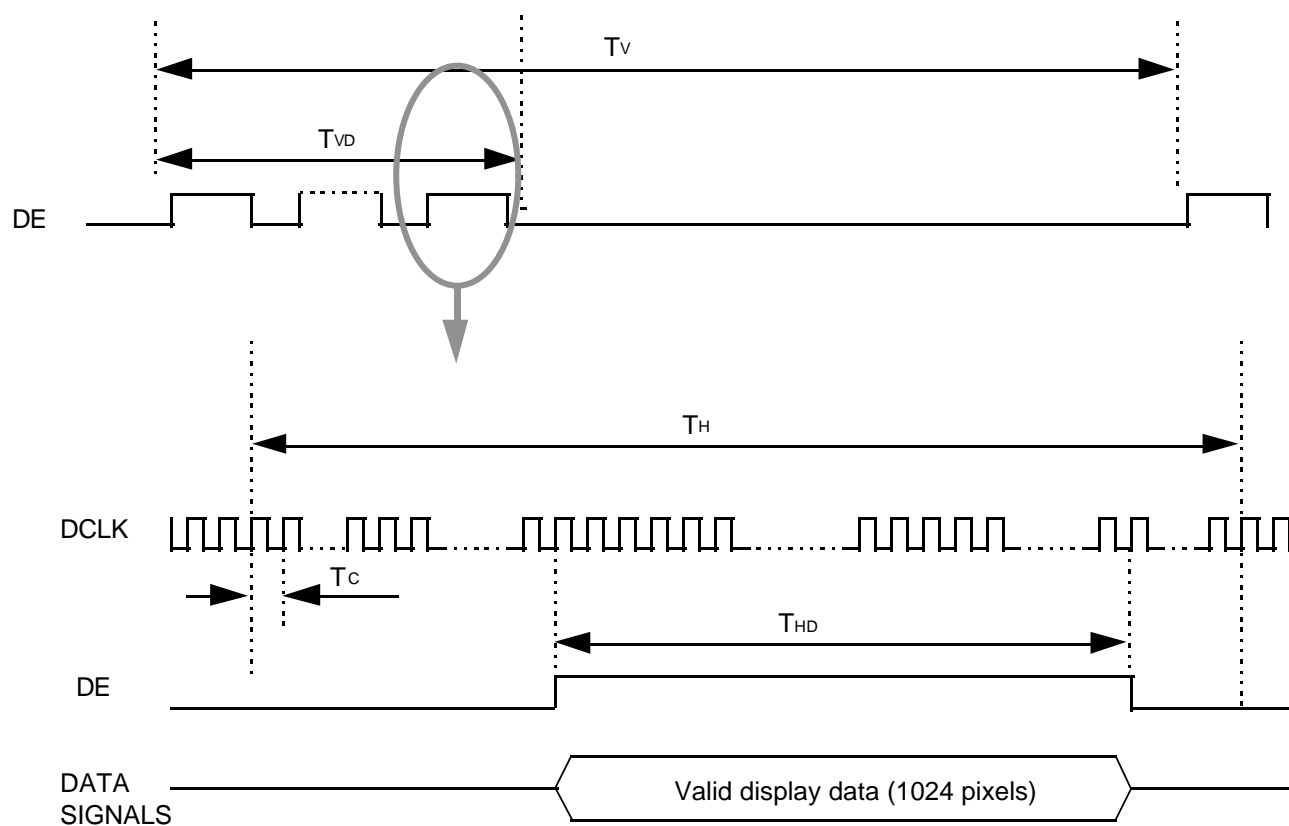 TV
TVD
DE
TH
DCLK
TC
THD
DE
DATA
SIGNALS
Valid display data (1024 pixels)